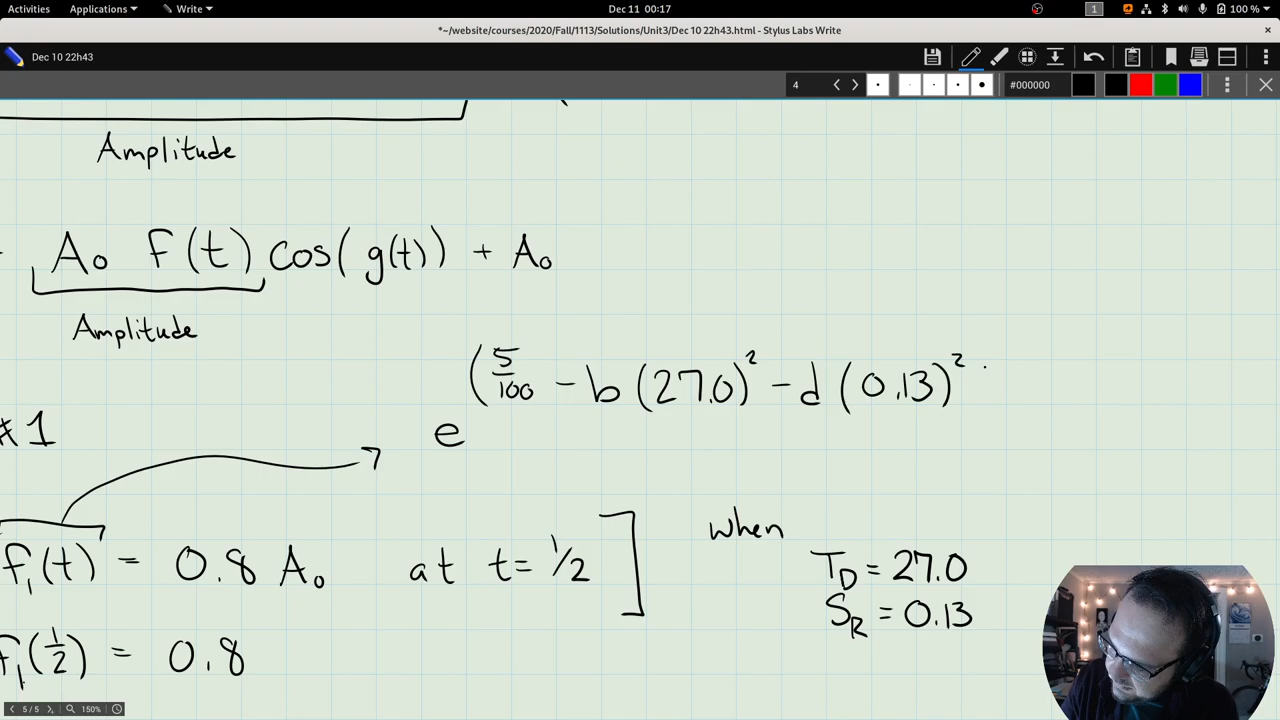 Activities Applications Write Dec 11 00:17 1 100 %
*~/website/courses/2020/Fall/1113/Solutions/Unit3/Dec 10 22h43.html - Stylus Labs Write
Dec 10 22h43
4 #000000
Amplitude
A₀ f(t) cos(g(t)) + A₀
Amplitude
e^(5/100 - b(27.0)² - d(0.13)²
#1
f₁(t) = 0.8 A₀ at t = 1/2 ] when
T_D = 27.0
S_R = 0.13
f₁(1/2) = 0.8
5 / 5 150%